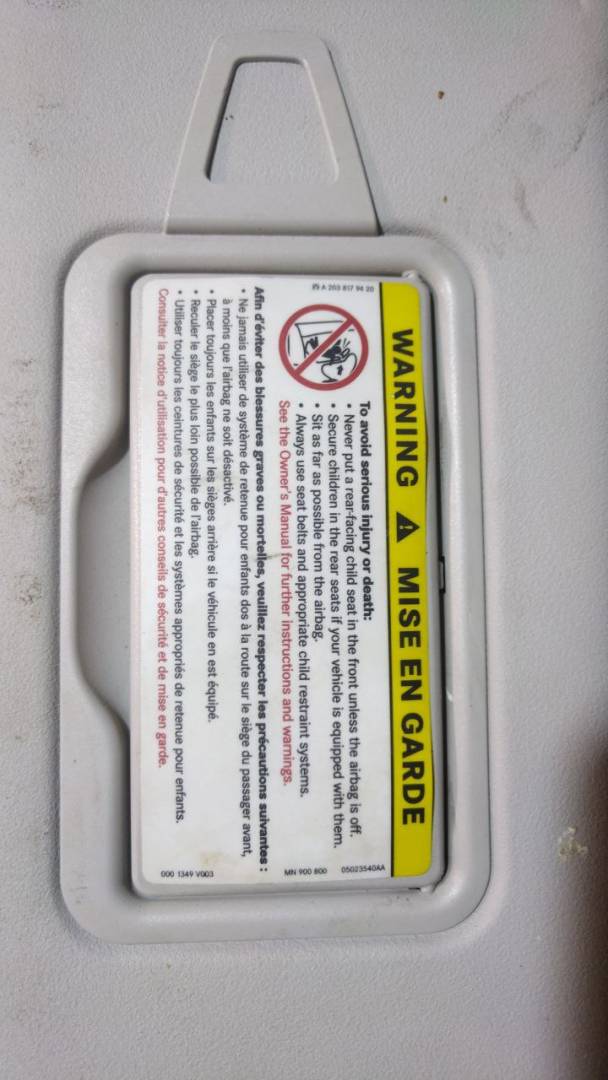 WARNING ⚠ MISE EN GARDE
A 203 817 94 20
05023540AA
MN 900 800
To avoid serious injury or death:
• Never put a rear-facing child seat in the front unless the airbag is off.
• Secure children in the rear seats if your vehicle is equipped with them.
• Sit as far as possible from the airbag.
• Always use seat belts and appropriate child restraint systems.
See the Owner's Manual for further instructions and warnings.
Afin d'éviter des blessures graves ou mortelles, veuillez respecter les précautions suivantes :
• Ne jamais utiliser de système de retenue pour enfants dos à la route sur le siège du passager avant,
à moins que l'airbag ne soit désactivé.
• Placer toujours les enfants sur les sièges arrière si le véhicule en est équipé.
• Reculer le siège le plus loin possible de l'airbag.
• Utiliser toujours les ceintures de sécurité et les systèmes appropriés de retenue pour enfants.
Consulter la notice d'utilisation pour d'autres conseils de sécurité et de mise en garde.
000 1349 V003